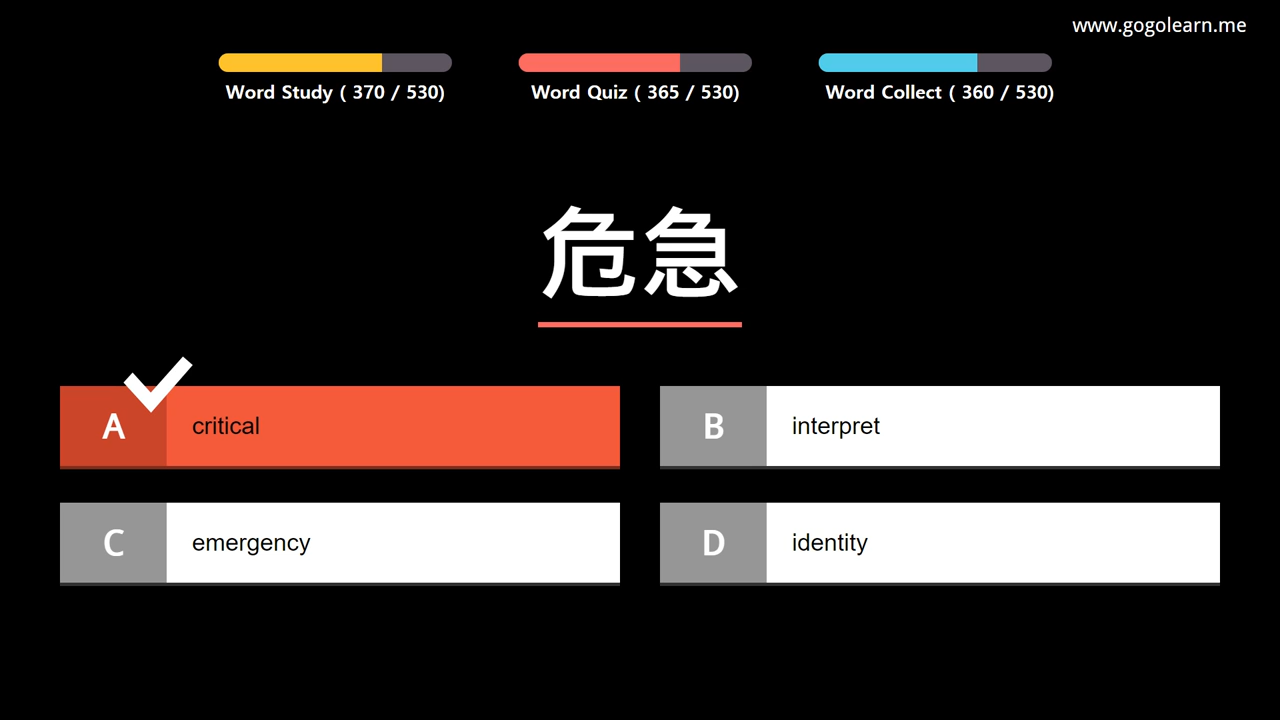 www.gogolearn.me
Word Study ( 370 / 530)
Word Quiz ( 365 / 530)
Word Collect ( 360 / 530)
危急
A critical
B interpret
C emergency
D identity